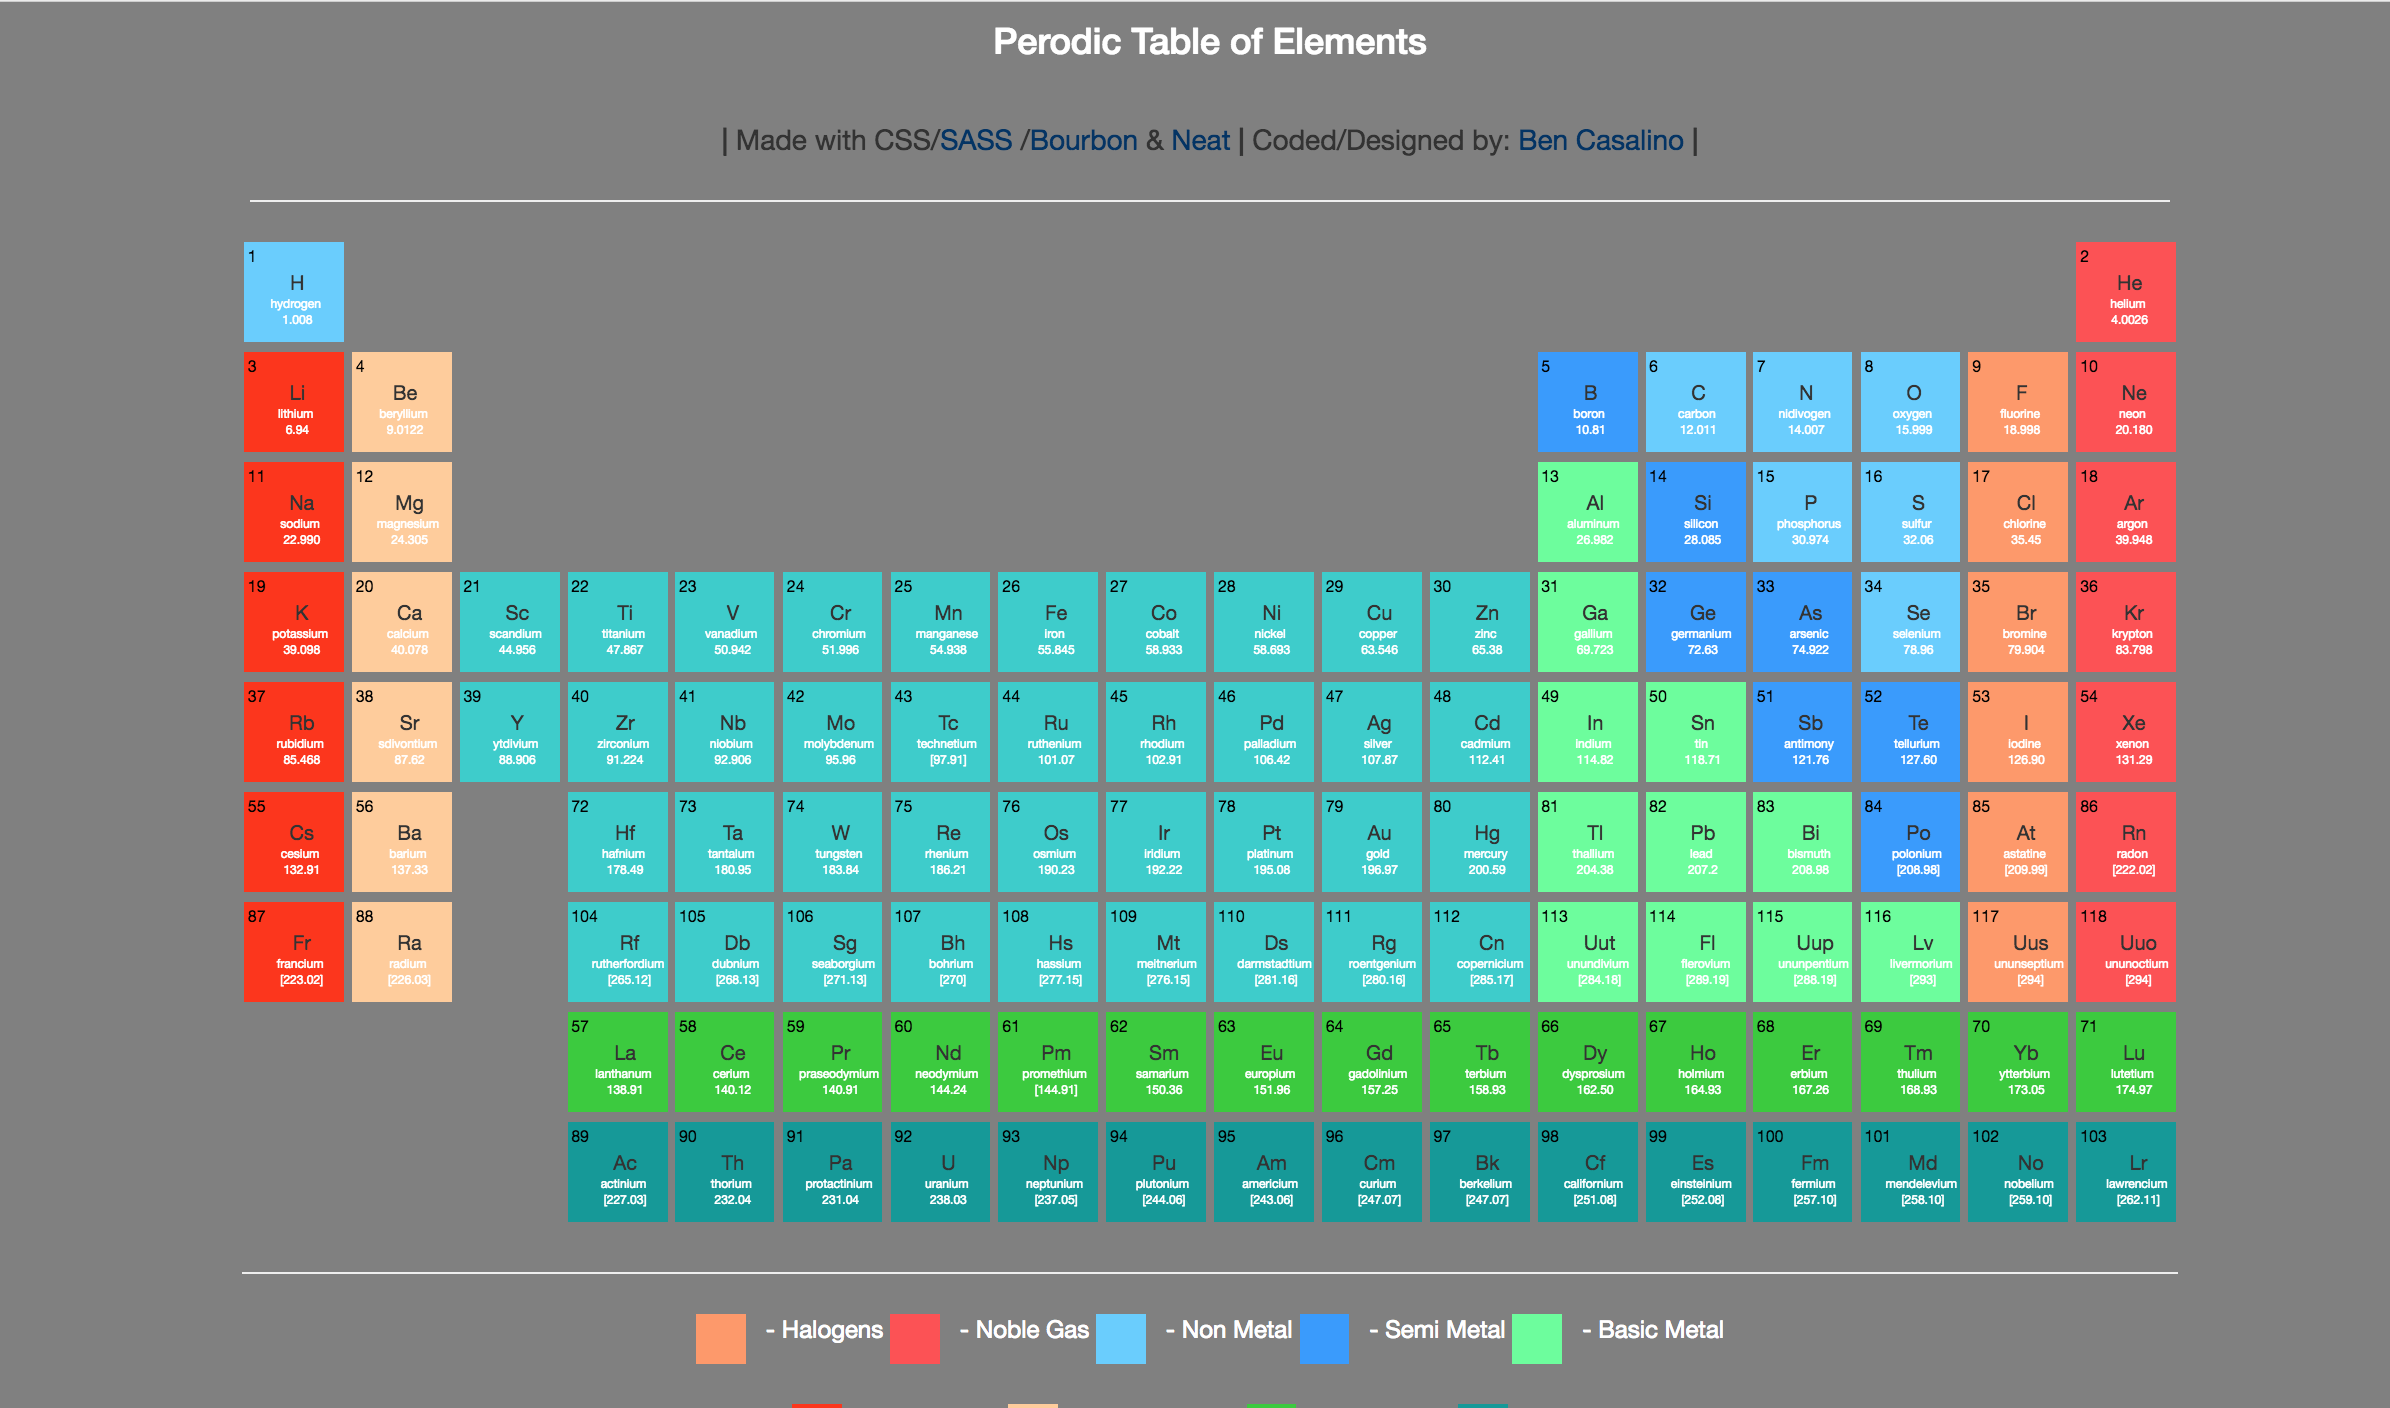 Perodic Table of Elements
| Made with CSS/SASS /Bourbon & Neat | Coded/Designed by: Ben Casalino |
1 2
H He
hydrogen helium
1.008 4.0026
3 4 5 6 7 8 9 10
Li Be B C N O F Ne
lithium beryllium boron carbon nidivogen oxygen fluorine neon
6.94 9.0122 10.81 12.011 14.007 15.999 18.998 20.180
11 12 13 14 15 16 17 18
Na Mg Al Si P S Cl Ar
sodium magnesium aluminum silicon phosphorus sulfur chlorine argon
22.990 24.305 26.982 28.085 30.974 32.06 35.45 39.948
19 20 21 22 23 24 25 26 27 28 29 30 31 32 33 34 35 36
K Ca Sc Ti V Cr Mn Fe Co Ni Cu Zn Ga Ge As Se Br Kr
potassium calcium scandium titanium vanadium chromium manganese iron cobalt nickel copper zinc gallium germanium arsenic selenium bromine krypton
39.098 40.078 44.956 47.867 50.942 51.996 54.938 55.845 58.933 58.693 63.546 65.38 69.723 72.63 74.922 78.96 79.904 83.798
37 38 39 40 41 42 43 44 45 46 47 48 49 50 51 52 53 54
Rb Sr Y Zr Nb Mo Tc Ru Rh Pd Ag Cd In Sn Sb Te I Xe
rubidium sdivontium ytdivium zirconium niobium molybdenum technetium ruthenium rhodium palladium silver cadmium indium tin antimony tellurium iodine xenon
85.468 87.62 88.906 91.224 92.906 95.96 [97.91] 101.07 102.91 106.42 107.87 112.41 114.82 118.71 121.76 127.60 126.90 131.29
55 56 72 73 74 75 76 77 78 79 80 81 82 83 84 85 86
Cs Ba Hf Ta W Re Os Ir Pt Au Hg Tl Pb Bi Po At Rn
cesium barium hafnium tantalum tungsten rhenium osmium iridium platinum gold mercury thallium lead bismuth polonium astatine radon
132.91 137.33 178.49 180.95 183.84 186.21 190.23 192.22 195.08 196.97 200.59 204.38 207.2 208.98 [208.98] [209.99] [222.02]
87 88 104 105 106 107 108 109 110 111 112 113 114 115 116 117 118
Fr Ra Rf Db Sg Bh Hs Mt Ds Rg Cn Uut Fl Uup Lv Uus Uuo
francium radium rutherfordium dubnium seaborgium bohrium hassium meitnerium darmstadtium roentgenium copernicium unundivium flerovium ununpentium livermorium ununseptium ununoctium
[223.02] [226.03] [265.12] [268.13] [271.13] [270] [277.15] [276.15] [281.16] [280.16] [285.17] [284.18] [289.19] [288.19] [293] [294] [294]
57 58 59 60 61 62 63 64 65 66 67 68 69 70 71
La Ce Pr Nd Pm Sm Eu Gd Tb Dy Ho Er Tm Yb Lu
lanthanum cerium praseodymium neodymium promethium samarium europium gadolinium terbium dysprosium holmium erbium thulium ytterbium lutetium
138.91 140.12 140.91 144.24 [144.91] 150.36 151.96 157.25 158.93 162.50 164.93 167.26 168.93 173.05 174.97
89 90 91 92 93 94 95 96 97 98 99 100 101 102 103
Ac Th Pa U Np Pu Am Cm Bk Cf Es Fm Md No Lr
actinium thorium protactinium uranium neptunium plutonium americium curium berkelium californium einsteinium fermium mendelevium nobelium lawrencium
[227.03] 232.04 231.04 238.03 [237.05] [244.06] [243.06] [247.07] [247.07] [251.08] [252.08] [257.10] [258.10] [259.10] [262.11]
- Halogens - Noble Gas - Non Metal - Semi Metal - Basic Metal